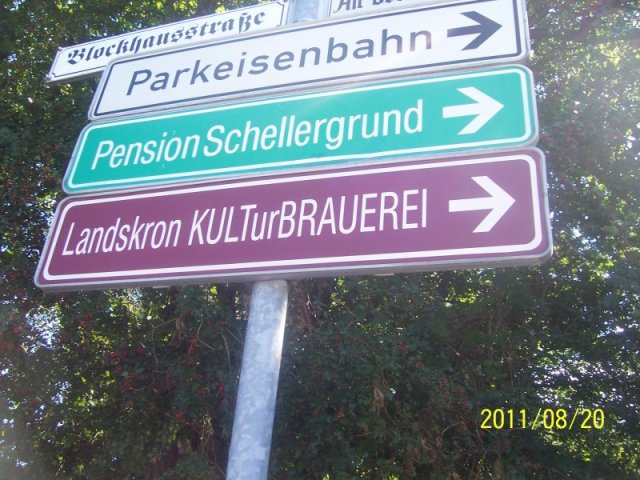 Blockhausstraße
Parkeisenbahn
Pension Schellergrund
Landskron KULTurBRAUEREI
2011/08/20